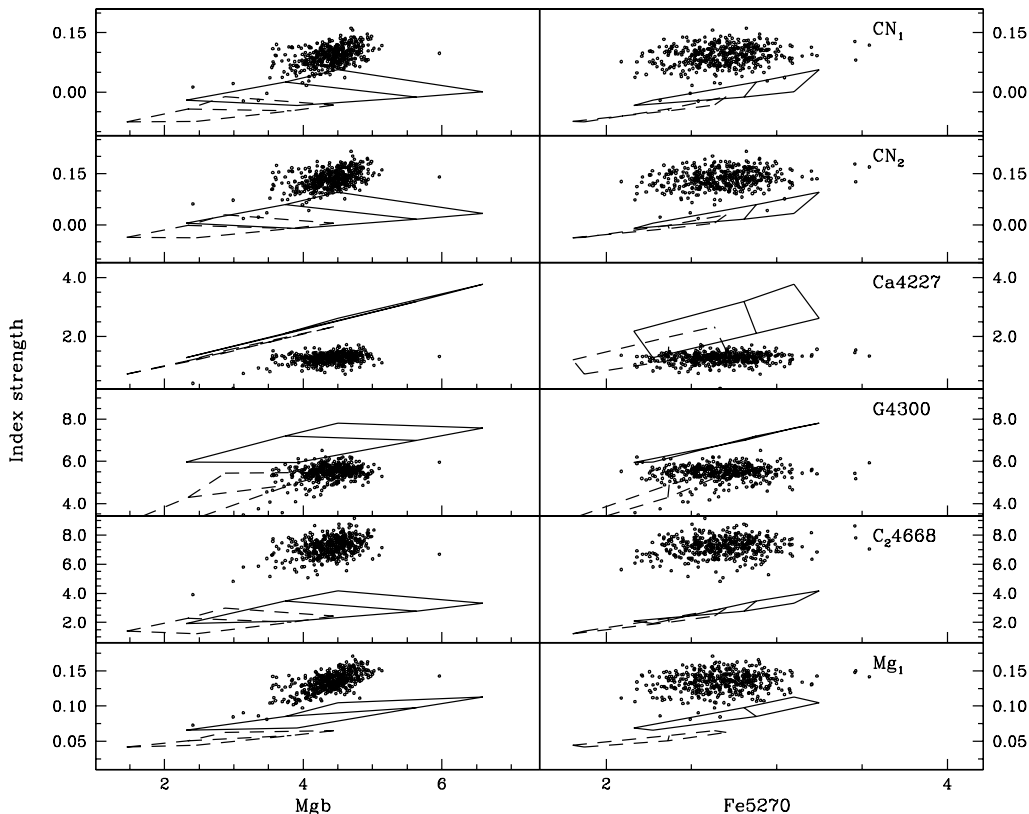 0.15 CN₁ 0.15
0.00 0.00
0.15 CN₂ 0.15
0.00 0.00
4.0 Ca4227 4.0
2.0 2.0
Index strength
8.0 G4300 8.0
6.0 6.0
4.0 4.0
8.0 C₂4668 8.0
6.0 6.0
4.0 4.0
2.0 2.0
0.15 Mg₁ 0.15
0.10 0.10
0.05 0.05
2 4 6 2 4
Mgb Fe5270